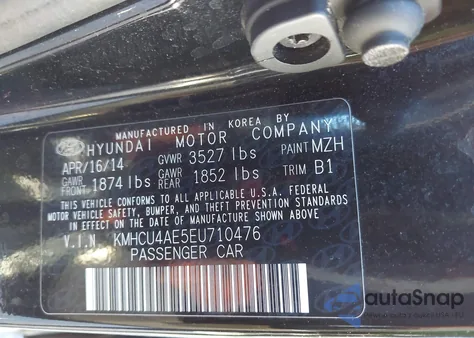 MANUFACTURED IN KOREA BY
HYUNDAI MOTOR COMPANY
APR/16/14 GVWR 3527 lbs PAINT MZH
GAWR FRONT 1874 lbs GAWR REAR 1852 lbs TRIM B1
THIS VEHICLE CONFORMS TO ALL APPLICABLE U.S.A. FEDERAL
MOTOR VEHICLE SAFETY, BUMPER, AND THEFT PREVENTION STANDARDS
IN EFFECT ON THE DATE OF MANUFACTURE SHOWN ABOVE.
V.I.N KMHCU4AE5EU710476
PASSENGER CAR
autaSnap